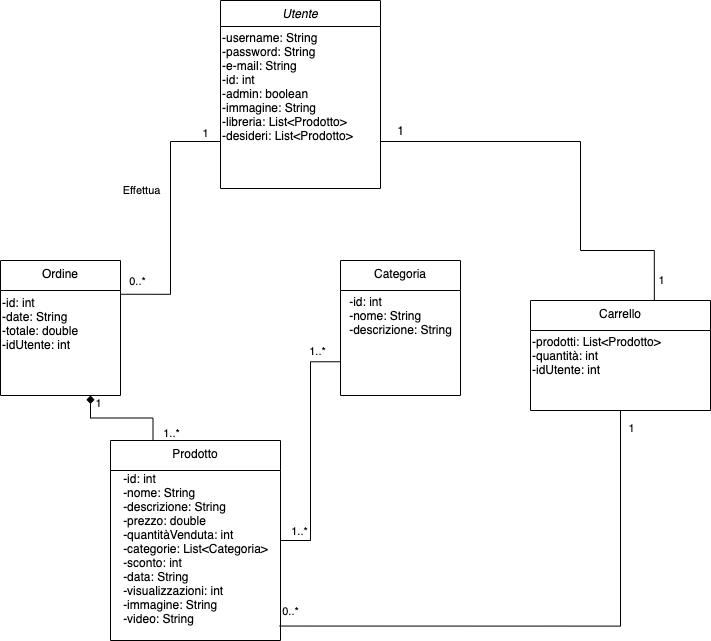 Utente
-username: String
-password: String
-e-mail: String
-id: int
-admin: boolean
-immagine: String
-libreria: List<Prodotto>
-desideri: List<Prodotto>
1
1
Effettua
0..*
1
Ordine
-id: int
-date: String
-totale: double
-idUtente: int
Categoria
-id: int
-nome: String
-descrizione: String
Carrello
-prodotti: List<Prodotto>
-quantità: int
-idUtente: int
1..*
1
1..*
1
Prodotto
-id: int
-nome: String
-descrizione: String
-prezzo: double
-quantitàVenduta: int
-categorie: List<Categoria>
-sconto: int
-data: String
-visualizzazioni: int
-immagine: String
-video: String
1..*
0..*